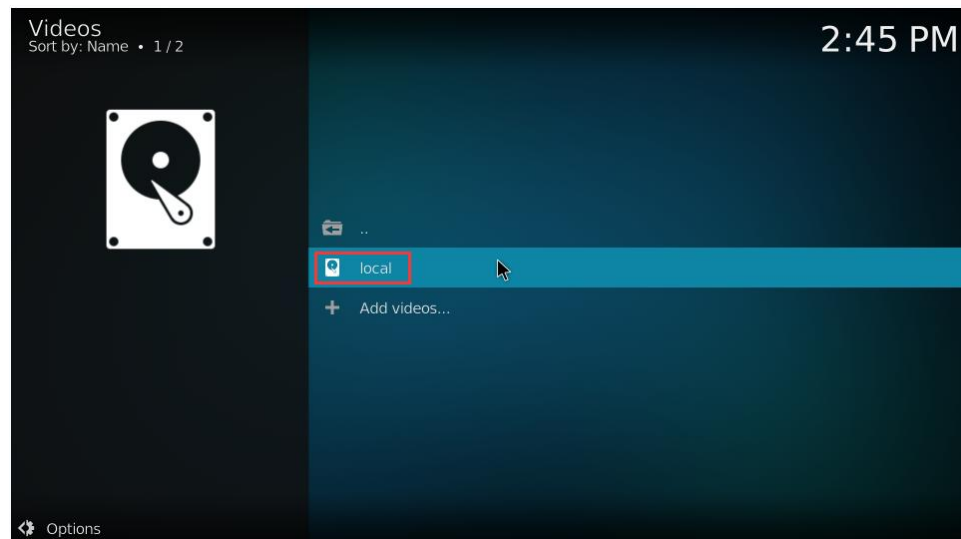 Videos
Sort by: Name • 1 / 2
2:45 PM
..
local
Add videos...
Options